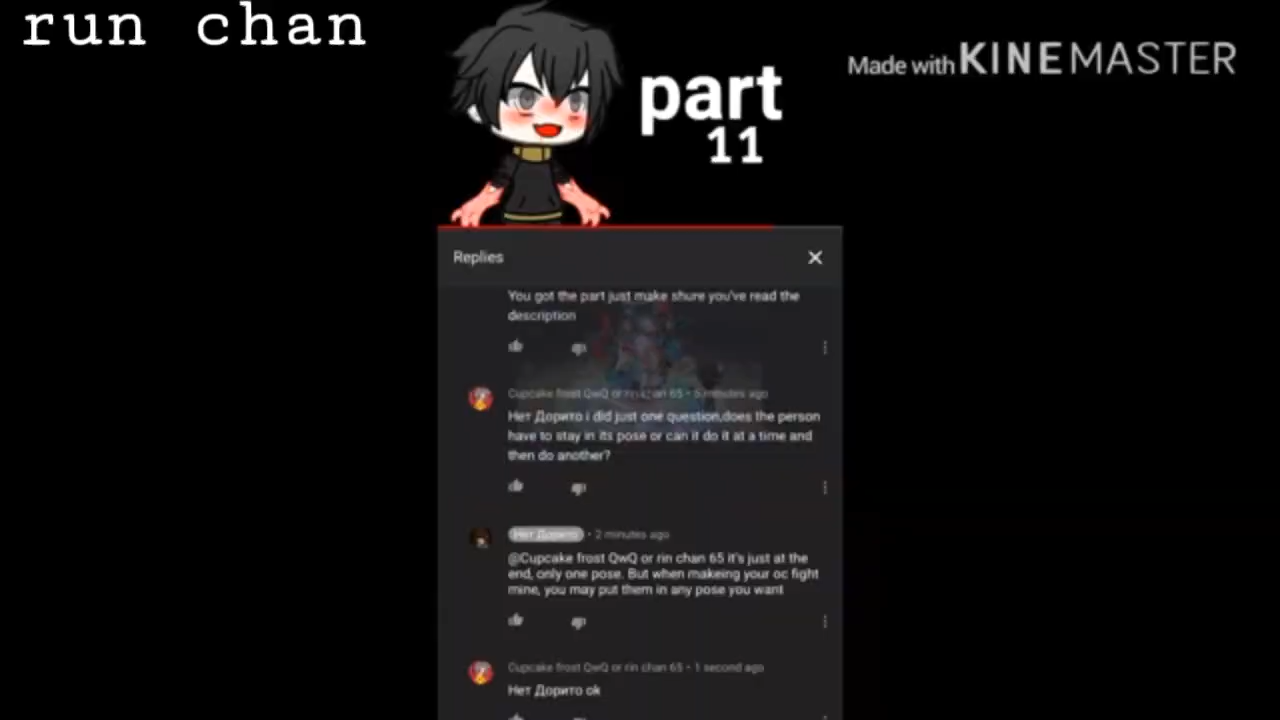 run chan
Made with KINEMASTER
part
11
Replies
You got the part just make shure you've read the
description
Cupcake frost QwQ or rin chan 65 • 5 minutes ago
Нет Дорито i did just one question,does the person
have to stay in its pose or can it do it at a time and
then do another?
Нет Дорито • 2 minutes ago
@Cupcake frost QwQ or rin chan 65 it's just at the
end, only one pose. But when makeing your oc fight
mine, you may put them in any pose you want
Cupcake frost QwQ or rin chan 65 • 1 second ago
Нет Дорито ok